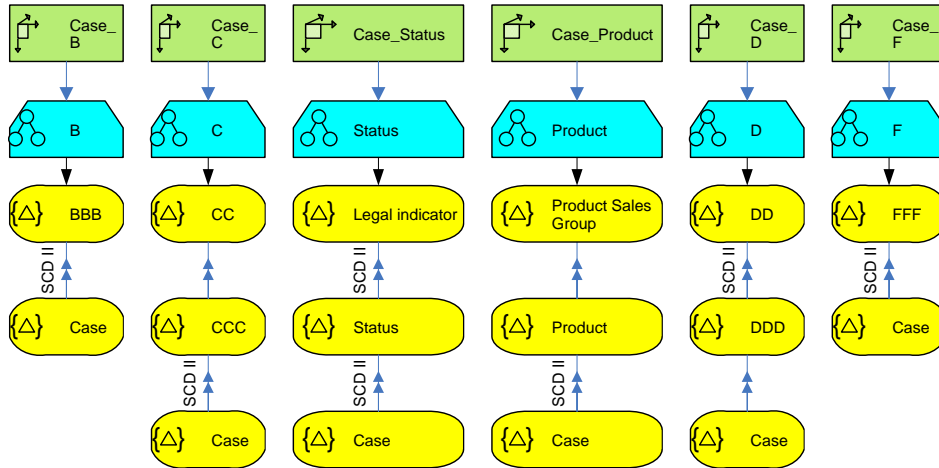 Case_
B
Case_
C
Case_Status
Case_Product
Case_
D
Case_
F
B
C
Status
Product
D
F
BBB
CC
Legal indicator
Product Sales
Group
DD
FFF
SCD II
SCD II
SCD II
SCD II
Case
CCC
Status
Product
DDD
Case
SCD II
SCD II
SCD II
Case
Case
Case
Case